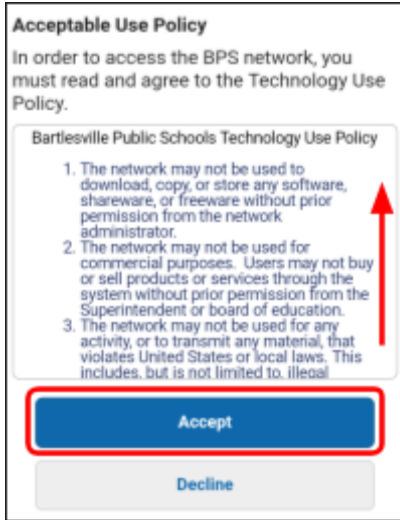 Acceptable Use Policy
In order to access the BPS network, you
must read and agree to the Technology Use
Policy.
Bartlesville Public Schools Technology Use Policy
1. The network may not be used to
download, copy, or store any software,
shareware, or freeware without prior
permission from the network
administrator.
2. The network may not be used for
commercial purposes. Users may not buy
or sell products or services through the
system without prior permission from the
Superintendent or board of education.
3. The network may not be used for any
activity, or to transmit any material, that
violates United States or local laws. This
includes, but is not limited to, illegal
Accept
Decline